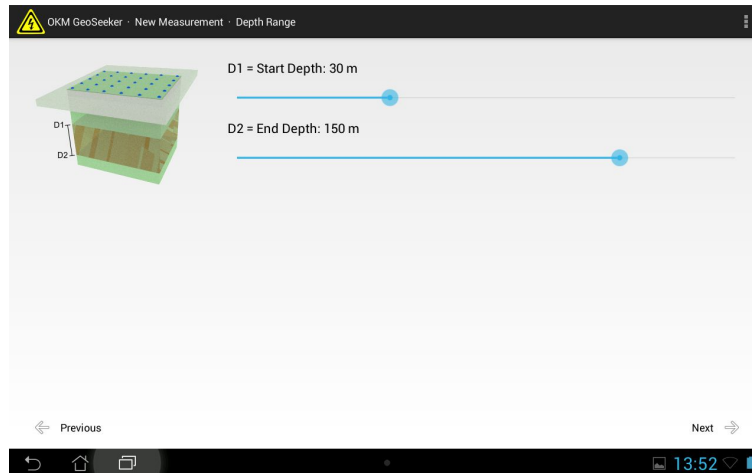 OKM GeoSeeker · New Measurement · Depth Range
D1 = Start Depth: 30 m
D1
D2 = End Depth: 150 m
D2
Previous
Next
13:52